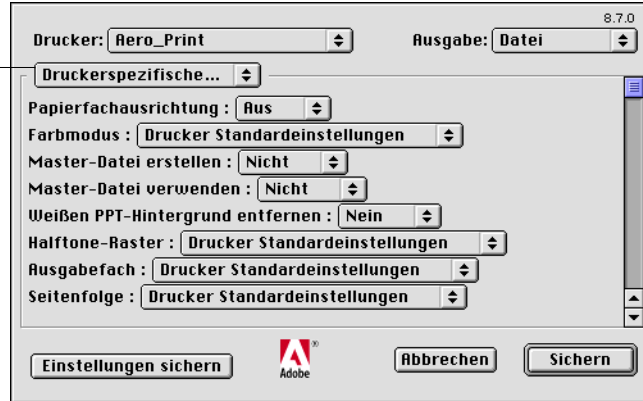 8.7.0
Drucker: Aero_Print Ausgabe: Datei
Druckerspezifische...
Papierfachausrichtung : Aus
Farbmodus : Drucker Standardeinstellungen
Master-Datei erstellen : Nicht
Master-Datei verwenden : Nicht
Weißen PPT-Hintergrund entfernen : Nein
Halftone-Raster : Drucker Standardeinstellungen
Ausgabefach : Drucker Standardeinstellungen
Seitenfolge : Drucker Standardeinstellungen
Einstellungen sichern Adobe ® Abbrechen Sichern